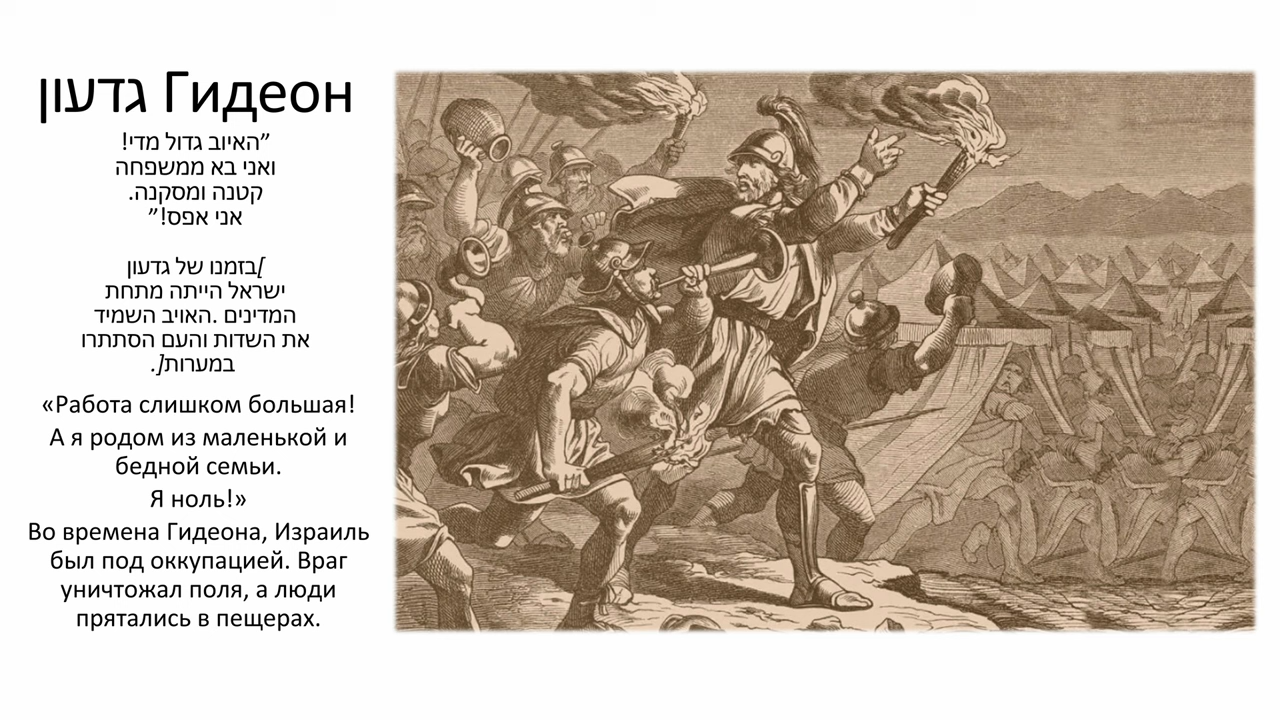 גדעון Гидеон
"האיוב גדול מדי!
ואני בא ממשפחה
קטנה ומסקנה.
אני אפס!"
]בזמנו של גדעון
ישראל הייתה מתחת
המדינים .האויב השמיד
את השדות והעם הסתתרו
במערות[.
«Работа слишком большая!
А я родом из маленькой и
бедной семьи.
Я ноль!»
Во времена Гидеона, Израиль
был под оккупацией. Враг
уничтожал поля, а люди
прятались в пещерах.